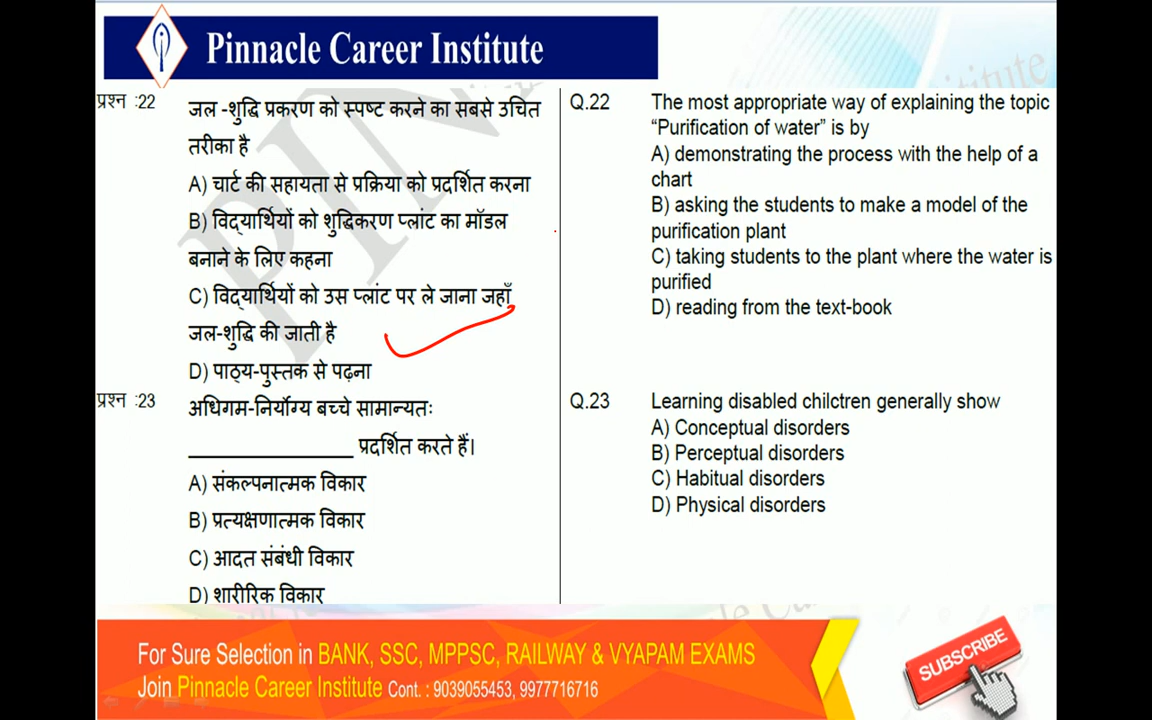 Pinnacle Career Institute
प्रश्न :22
जल -शुद्धि प्रकरण को स्पष्ट करने का सबसे उचित
तरीका है
A) चार्ट की सहायता से प्रक्रिया को प्रदर्शित करना
B) विद्यार्थियों को शुद्धिकरण प्लांट का मॉडल
बनाने के लिए कहना
C) विद्यार्थियों को उस प्लांट पर ले जाना जहाँ
जल-शुद्धि की जाती है
D) पाठ्य-पुस्तक से पढ़ना
प्रश्न :23
अधिगम-निर्योग्य बच्चे सामान्यतः
_______________ प्रदर्शित करते हैं।
A) संकल्पनात्मक विकार
B) प्रत्यक्षणात्मक विकार
C) आदत संबंधी विकार
D) शारीरिक विकार
Q.22
The most appropriate way of explaining the topic
“Purification of water” is by
A) demonstrating the process with the help of a
chart
B) asking the students to make a model of the
purification plant
C) taking students to the plant where the water is
purified
D) reading from the text-book
Q.23
Learning disabled chilctren generally show
A) Conceptual disorders
B) Perceptual disorders
C) Habitual disorders
D) Physical disorders
For Sure Selection in BANK, SSC, MPPSC, RAILWAY & VYAPAM EXAMS
Join Pinnacle Career Institute Cont. : 9039055453, 9977716716
SUBSCRIBE